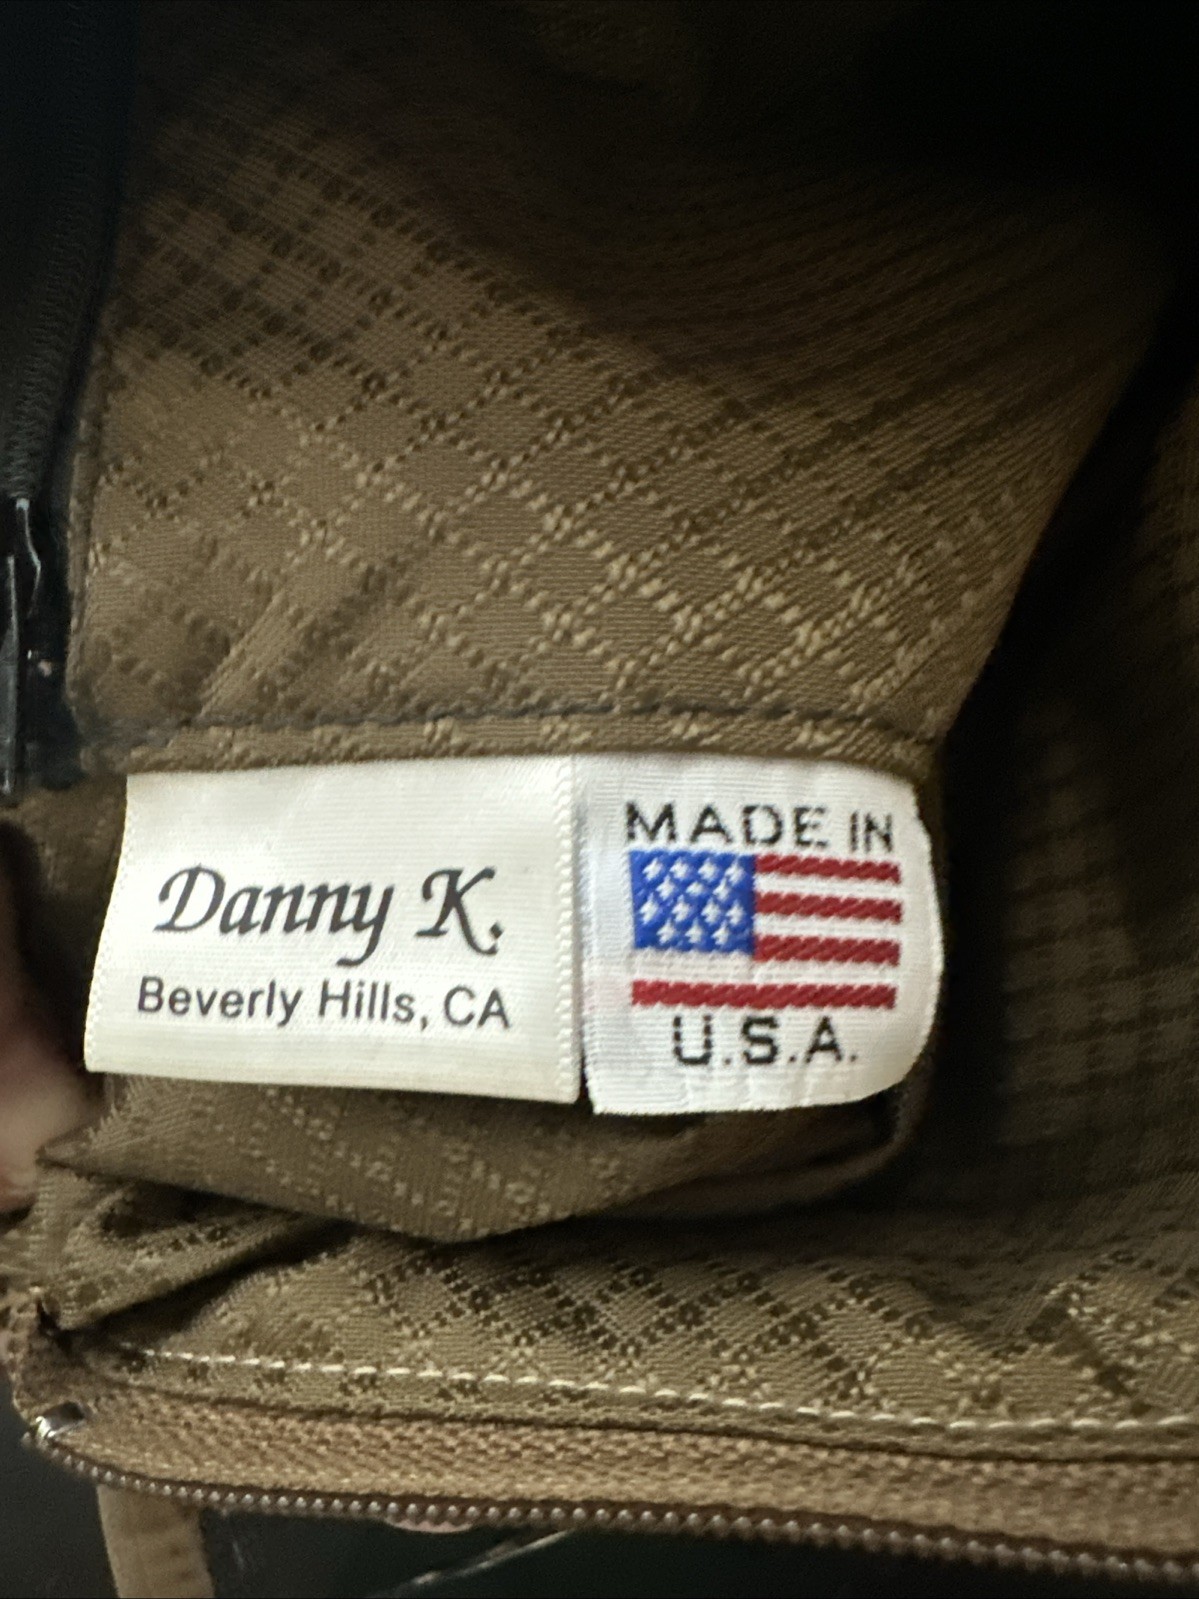 Danny K.
Beverly Hills, CA
MADE IN
U.S.A.